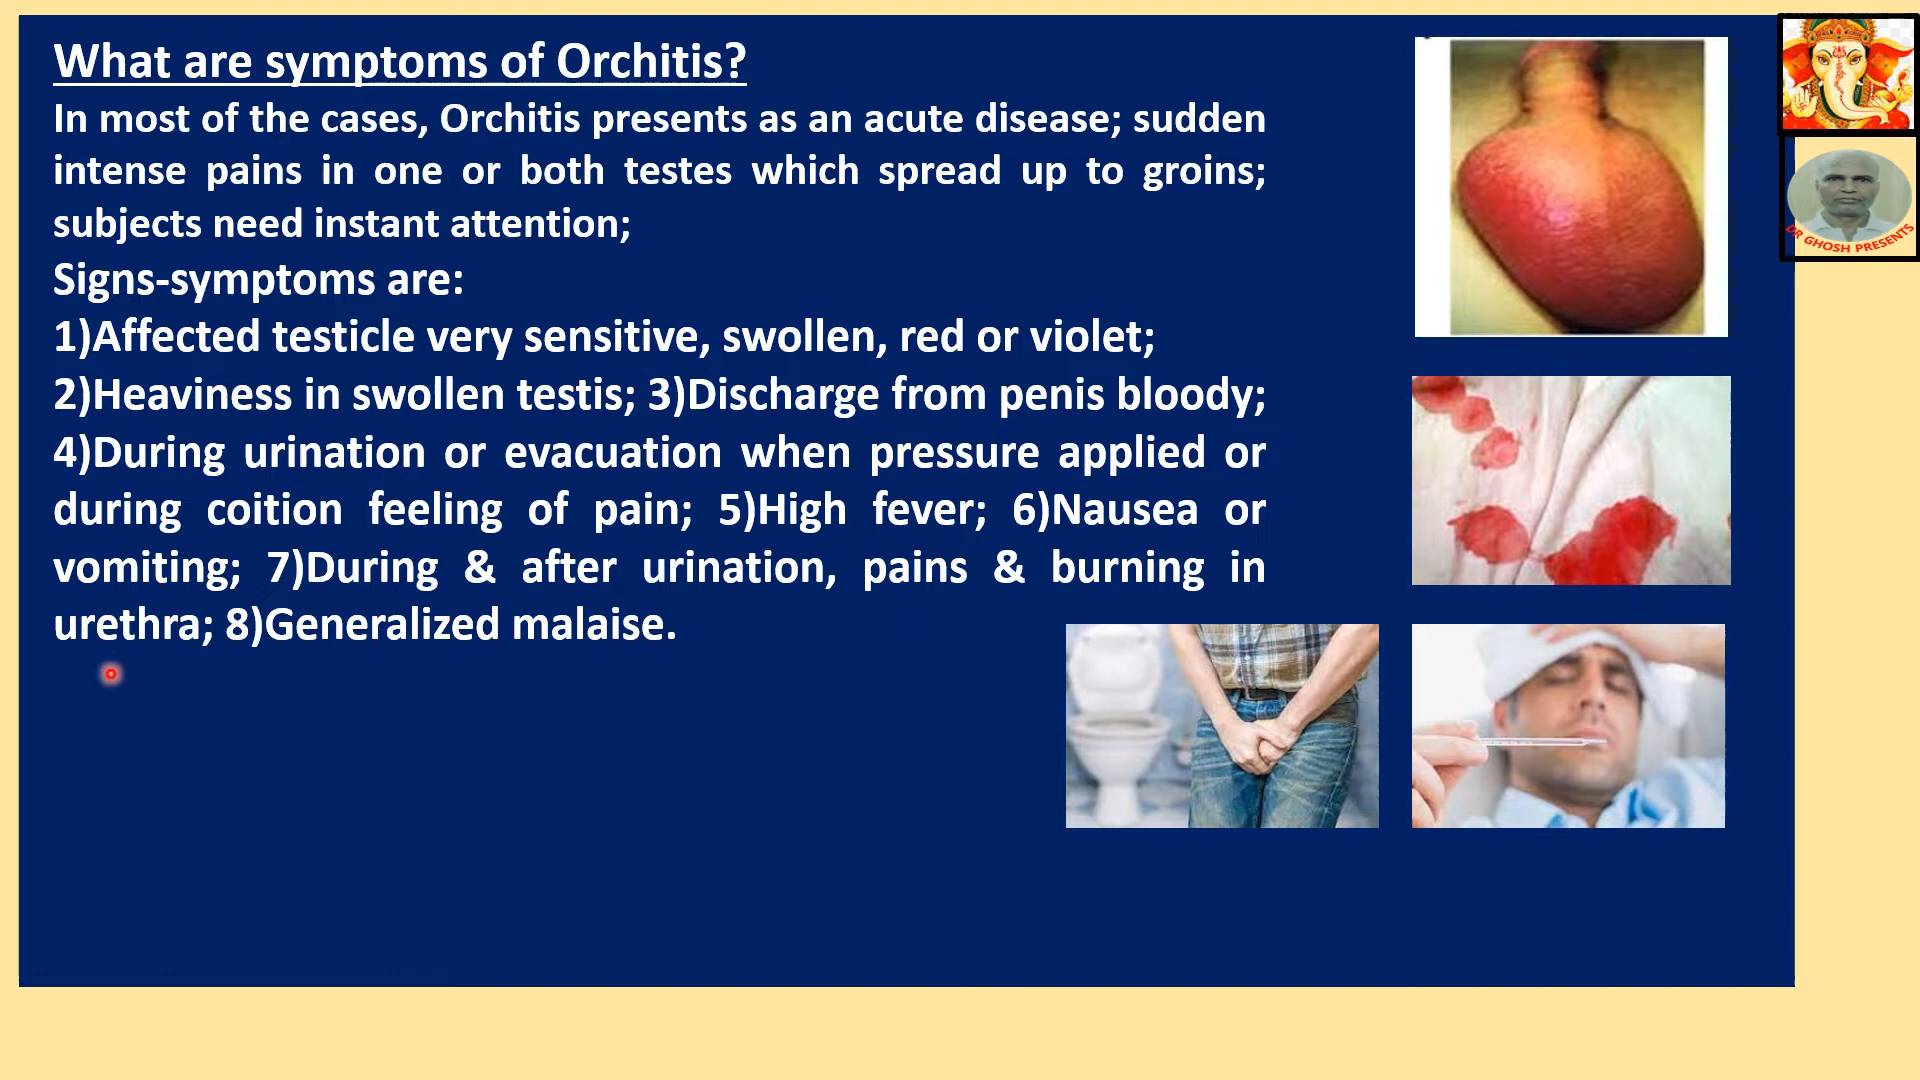 What are symptoms of Orchitis?
In most of the cases, Orchitis presents as an acute disease; sudden
intense pains in one or both testes which spread up to groins;
subjects need instant attention;
Signs-symptoms are:
1)Affected testicle very sensitive, swollen, red or violet;
2)Heaviness in swollen testis; 3)Discharge from penis bloody;
4)During urination or evacuation when pressure applied or
during coition feeling of pain; 5)High fever; 6)Nausea or
vomiting; 7)During & after urination, pains & burning in
urethra; 8)Generalized malaise.
DR GHOSH PRESENTS